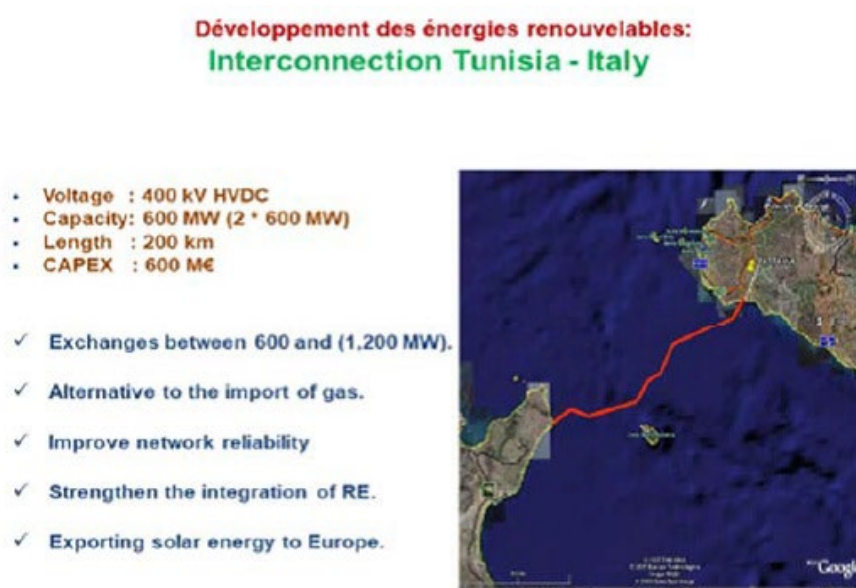 Développement des énergies renouvelables:
Interconnection Tunisia - Italy
• Voltage : 400 kV HVDC
• Capacity: 600 MW (2 * 600 MW)
• Length : 200 km
• CAPEX : 600 M€
✓ Exchanges between 600 and (1,200 MW).
✓ Alternative to the import of gas.
✓ Improve network reliability
✓ Strengthen the integration of RE.
✓ Exporting solar energy to Europe.
Google